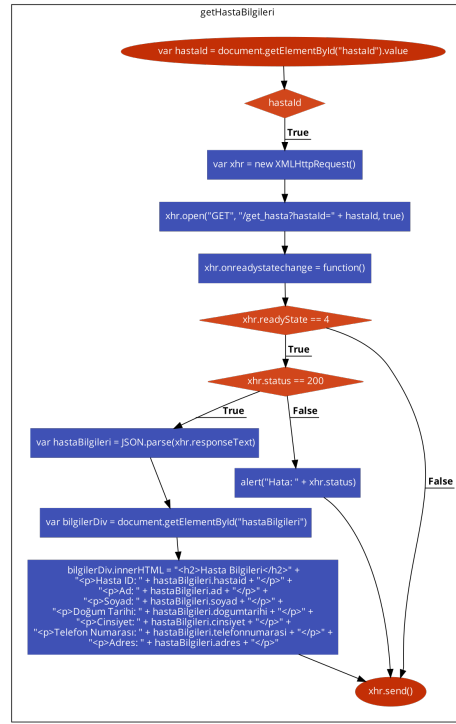 getHastaBilgileri
var hastaId = document.getElementById("hastaId").value
hastaId
True
var xhr = new XMLHttpRequest()
xhr.open("GET", "/get_hasta?hastaId=" + hastaId, true)
xhr.onreadystatechange = function()
xhr.readyState == 4
True
xhr.status == 200
True
False
var hastaBilgileri = JSON.parse(xhr.responseText)
alert("Hata: " + xhr.status)
False
var bilgilerDiv = document.getElementById("hastaBilgileri")
bilgilerDiv.innerHTML = "<h2>Hasta Bilgileri</h2>" +
"<p>Hasta ID: " + hastaBilgileri.hastaid + "</p>" +
"<p>Ad: " + hastaBilgileri.ad + "</p>" +
"<p>Soyad: " + hastaBilgileri.soyad + "</p>" +
"<p>Doğum Tarihi: " + hastaBilgileri.dogumtarihi + "</p>" +
"<p>Cinsiyet: " + hastaBilgileri.cinsiyet + "</p>" +
"<p>Telefon Numarası: " + hastaBilgileri.telefonnumarasi + "</p>" +
"<p>Adres: " + hastaBilgileri.adres + "</p>"
xhr.send()